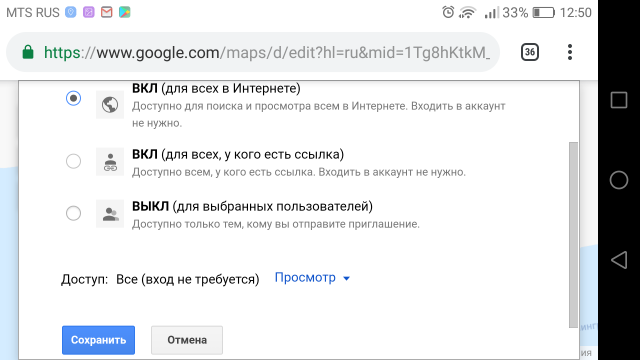 MTS RUS 33% 12:50
https://www.google.com/maps/d/edit?hl=ru&mid=1Tg8hKtkM_ 36
ВКЛ (для всех в Интернете)
Доступно для поиска и просмотра всем в Интернете. Входить в аккаунт
не нужно.
ВКЛ (для всех, у кого есть ссылка)
Доступно всем, у кого есть ссылка. Входить в аккаунт не нужно.
ВЫКЛ (для выбранных пользователей)
Доступно только тем, кому вы отправите приглашение.
Доступ: Все (вход не требуется) Просмотр
Сохранить Отмена